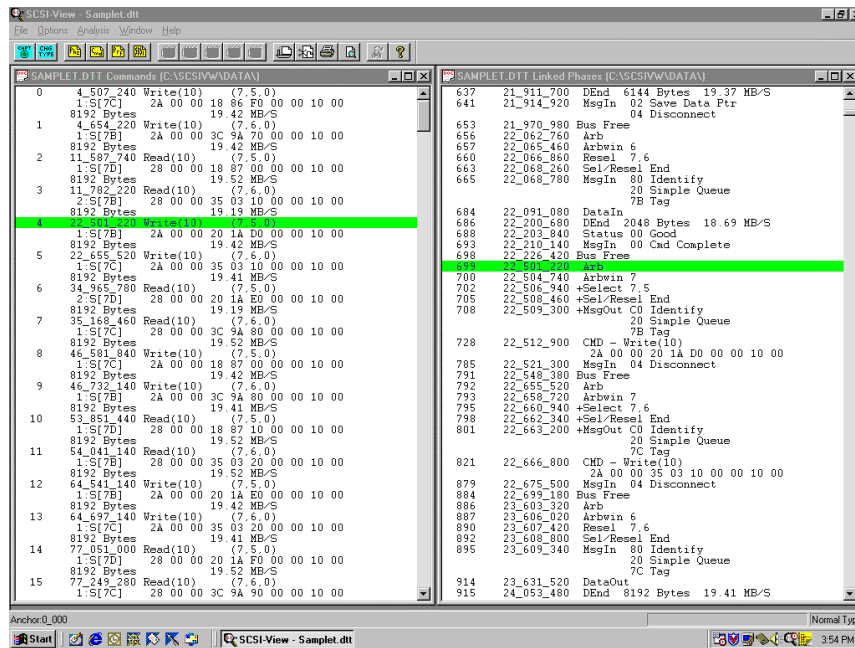 SCSI-View - Samplet.dtt
File Options Analysis Window Help
CAPT CHG TYPE
SAMPLET.DTT Commands (C:\SCSIVW\DATA\)
0 4_507_240 Write(10) (7,5,0)
1:S[7C] 2A 00 00 18 86 F0 00 00 10 00
8192 Bytes 19.42 MB/S
1 4_654_220 Write(10) (7,6,0)
1:S[7B] 2A 00 00 3C 9A 70 00 00 10 00
8192 Bytes 19.42 MB/S
2 11_587_740 Read(10) (7,5,0)
1:S[7D] 28 00 00 18 87 00 00 00 10 00
8192 Bytes 19.52 MB/S
3 11_782_220 Read(10) (7,6,0)
2:S[7B] 28 00 00 35 03 10 00 00 10 00
8192 Bytes 19.19 MB/S
4 22_501_220 Write(10) (7,5,0)
1:S[7B] 2A 00 00 20 1A D0 00 00 10 00
8192 Bytes 19.42 MB/S
5 22_655_520 Write(10) (7,6,0)
1:S[7C] 2A 00 00 35 03 10 00 00 10 00
8192 Bytes 19.41 MB/S
6 34_965_780 Read(10) (7,5,0)
2:S[7D] 28 00 00 20 1A E0 00 00 10 00
8192 Bytes 19.19 MB/S
7 35_168_460 Read(10) (7,6,0)
1:S[7C] 28 00 00 3C 9A 80 00 00 10 00
8192 Bytes 19.52 MB/S
8 46_581_840 Write(10) (7,5,0)
1:S[7C] 2A 00 00 18 87 00 00 00 10 00
8192 Bytes 19.42 MB/S
9 46_732_140 Write(10) (7,6,0)
1:S[7B] 2A 00 00 3C 9A 80 00 00 10 00
8192 Bytes 19.41 MB/S
10 53_851_440 Read(10) (7,5,0)
1:S[7D] 28 00 00 18 87 10 00 00 10 00
8192 Bytes 19.52 MB/S
11 54_041_140 Read(10) (7,6,0)
1:S[7B] 28 00 00 35 03 20 00 00 10 00
8192 Bytes 19.52 MB/S
12 64_541_140 Write(10) (7,5,0)
1:S[7B] 2A 00 00 20 1A E0 00 00 10 00
8192 Bytes 19.42 MB/S
13 64_697_140 Write(10) (7,6,0)
1:S[7C] 2A 00 00 35 03 20 00 00 10 00
8192 Bytes 19.41 MB/S
14 77_051_000 Read(10) (7,5,0)
1:S[7D] 28 00 00 20 1A F0 00 00 10 00
8192 Bytes 19.52 MB/S
15 77_249_280 Read(10) (7,6,0)
1:S[7C] 28 00 00 3C 9A 90 00 00 10 00
SAMPLET.DTT Linked Phases (C:\SCSIVW\DATA\)
637 21_911_700 DEnd 6144 Bytes 19.37 MB/S
641 21_914_920 MsgIn 02 Save Data Ptr
04 Disconnect
653 21_970_980 Bus Free
656 22_062_760 Arb
657 22_065_460 Arbwin 6
660 22_066_860 Resel 7,6
663 22_068_260 Sel/Resel End
665 22_068_780 MsgIn 80 Identify
20 Simple Queue
7B Tag
684 22_091_080 DataIn
686 22_200_680 DEnd 2048 Bytes 18.69 MB/S
688 22_203_840 Status 00 Good
693 22_210_140 MsgIn 00 Cmd Complete
698 22_226_420 Bus Free
699 22_501_220 Arb
700 22_504_740 Arbwin 7
702 22_506_940 +Select 7,5
705 22_508_460 +Sel/Resel End
708 22_509_300 +MsgOut C0 Identify
20 Simple Queue
7B Tag
728 22_512_900 CMD - Write(10)
2A 00 00 20 1A D0 00 00 10 00
785 22_521_300 MsgIn 04 Disconnect
791 22_548_380 Bus Free
792 22_655_520 Arb
793 22_658_720 Arbwin 7
795 22_660_940 +Select 7,6
798 22_662_340 +Sel/Resel End
801 22_663_200 +MsgOut C0 Identify
20 Simple Queue
7C Tag
821 22_666_800 CMD - Write(10)
2A 00 00 35 03 10 00 00 10 00
879 22_675_500 MsgIn 04 Disconnect
884 22_699_180 Bus Free
886 23_603_320 Arb
887 23_606_020 Arbwin 6
890 23_607_420 Resel 7,6
892 23_608_800 Sel/Resel End
895 23_609_340 MsgIn 80 Identify
20 Simple Queue
7C Tag
914 23_631_520 DataOut
915 24_053_480 DEnd 8192 Bytes 19.41 MB/S
Anchor:0_000
Normal Typ
Start
SCSI-View - Samplet.dtt
3:54 PM